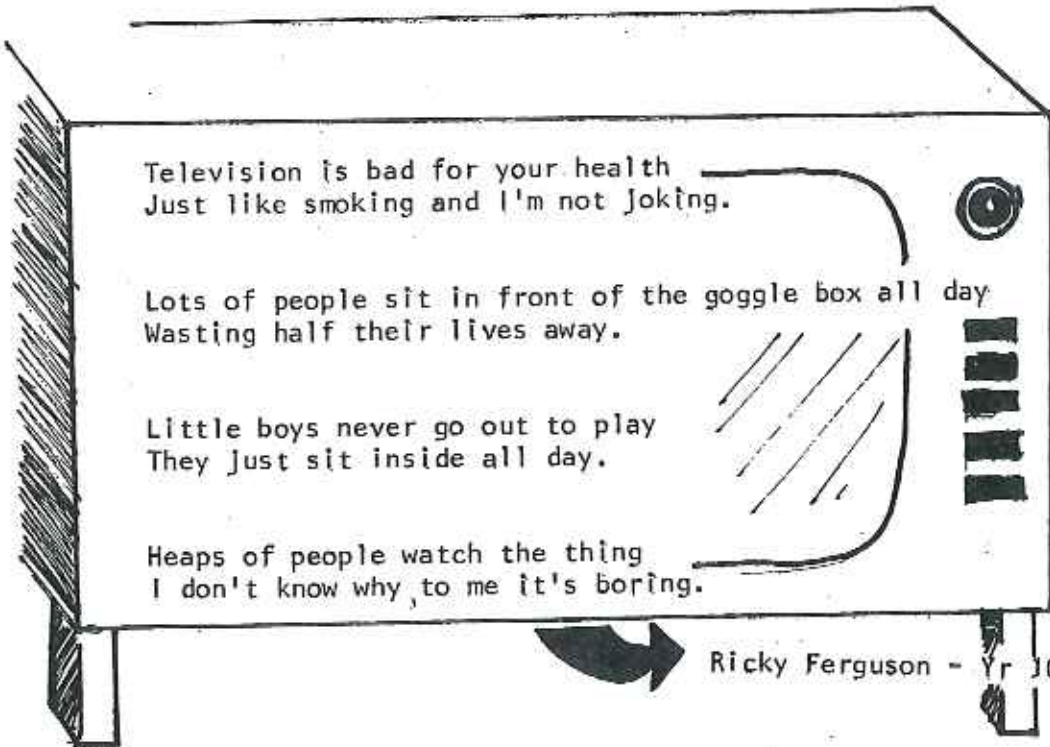 Television is bad for your health
Just like smoking and I'm not joking.
Lots of people sit in front of the goggle box all day
Wasting half their lives away.
Little boys never go out to play
They just sit inside all day.
Heaps of people watch the thing
I don't know why, to me it's boring.
Ricky Ferguson - Yr